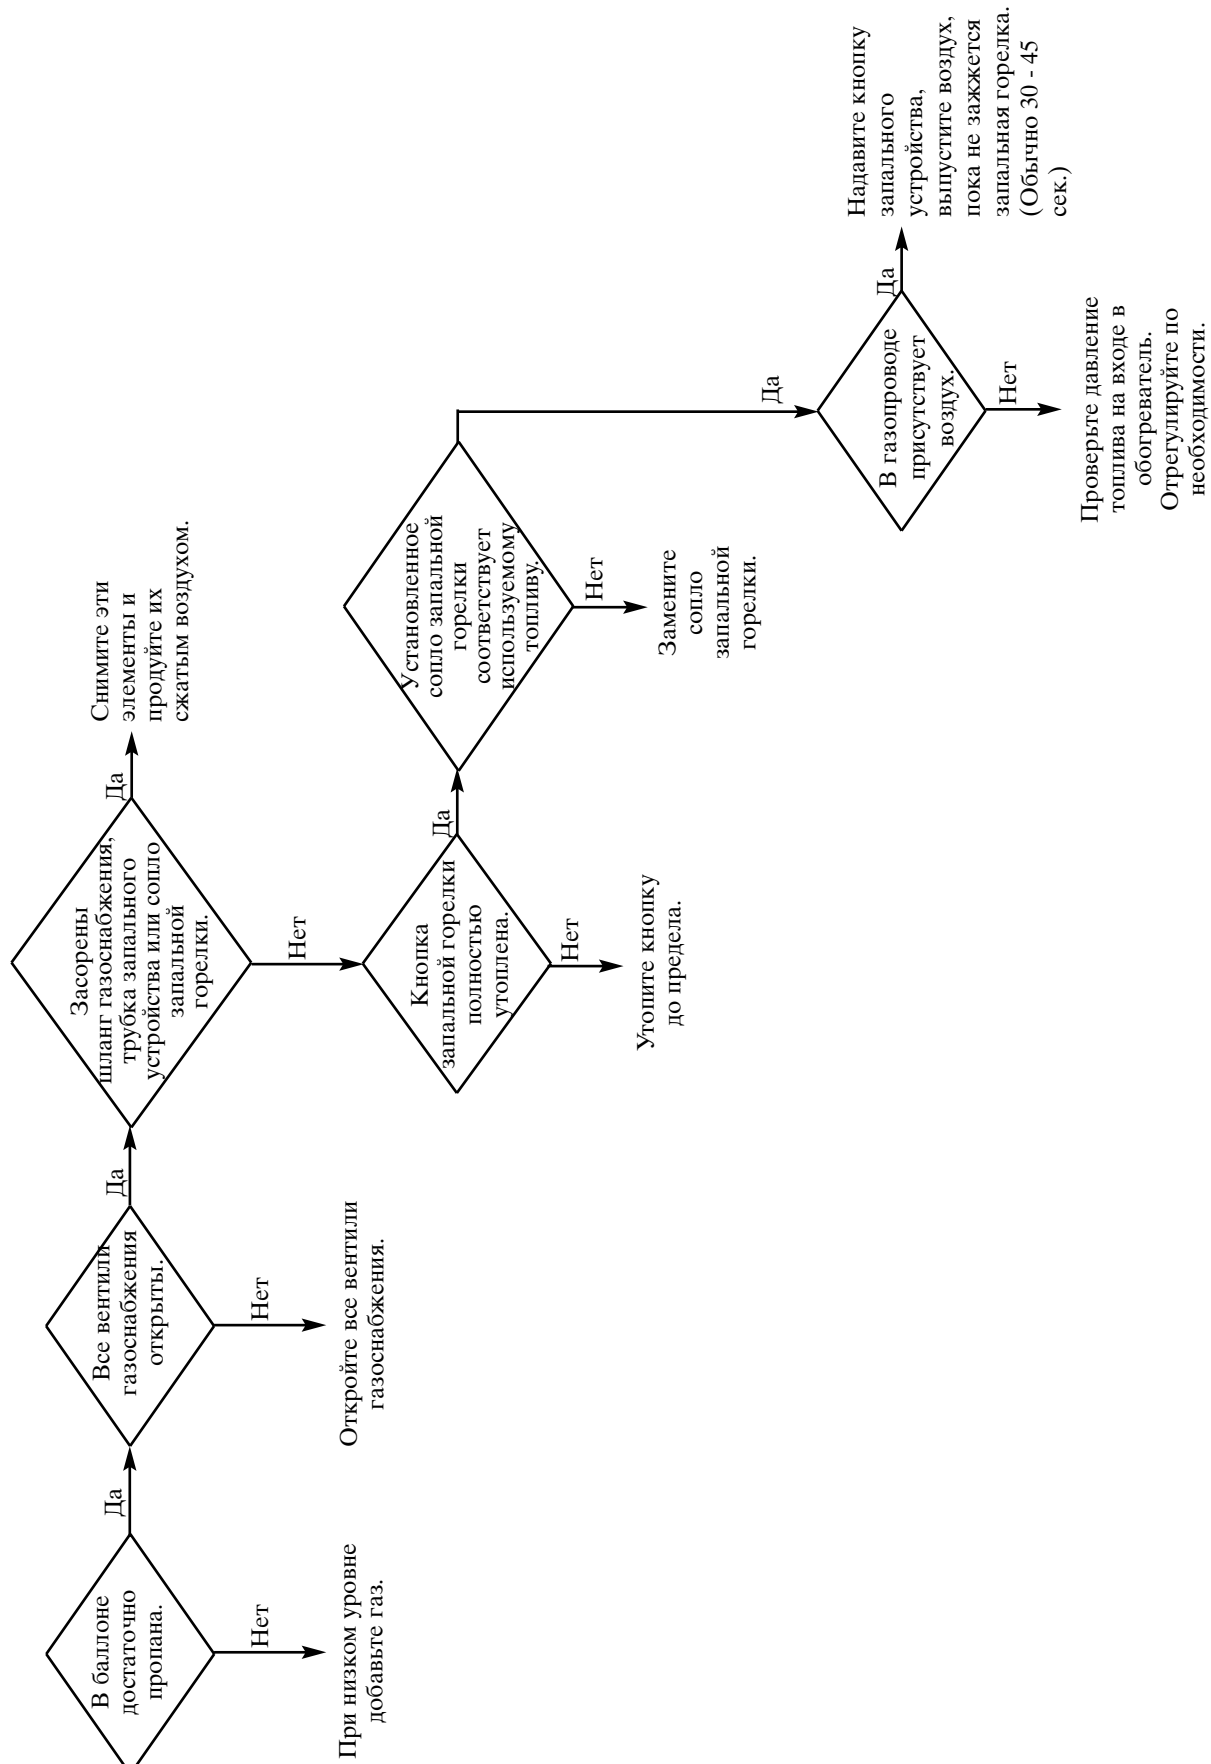 В баллоне
достаточно
пропана.
Да
Нет
При низком уровне
добавьте газ.
Все вентили
газоснабжения
открыты.
Да
Нет
Откройте все вентили
газоснабжения.
Засорены
шланг газоснабжения,
трубка запального
устройства или сопло
запальной
горелки.
Да
Снимите эти
элементы и
продуйте их
сжатым воздухом.
Нет
Кнопка
запальной горелки
полностью
утоплена.
Да
Нет
Утопите кнопку
до предела.
Установленное
сопло запальной
горелки
соответствует
используемому
топливу.
Да
Нет
Замените
сопло
запальной
горелки.
В газопроводе
присутствует
воздух.
Да
Надавите кнопку
запального
устройства,
выпустите воздух,
пока не зажжется
запальная горелка.
(Обычно 30 - 45
сек.)
Нет
Проверьте давление
топлива на входе в
обогреватель.
Отрегулируйте по
необходимости.